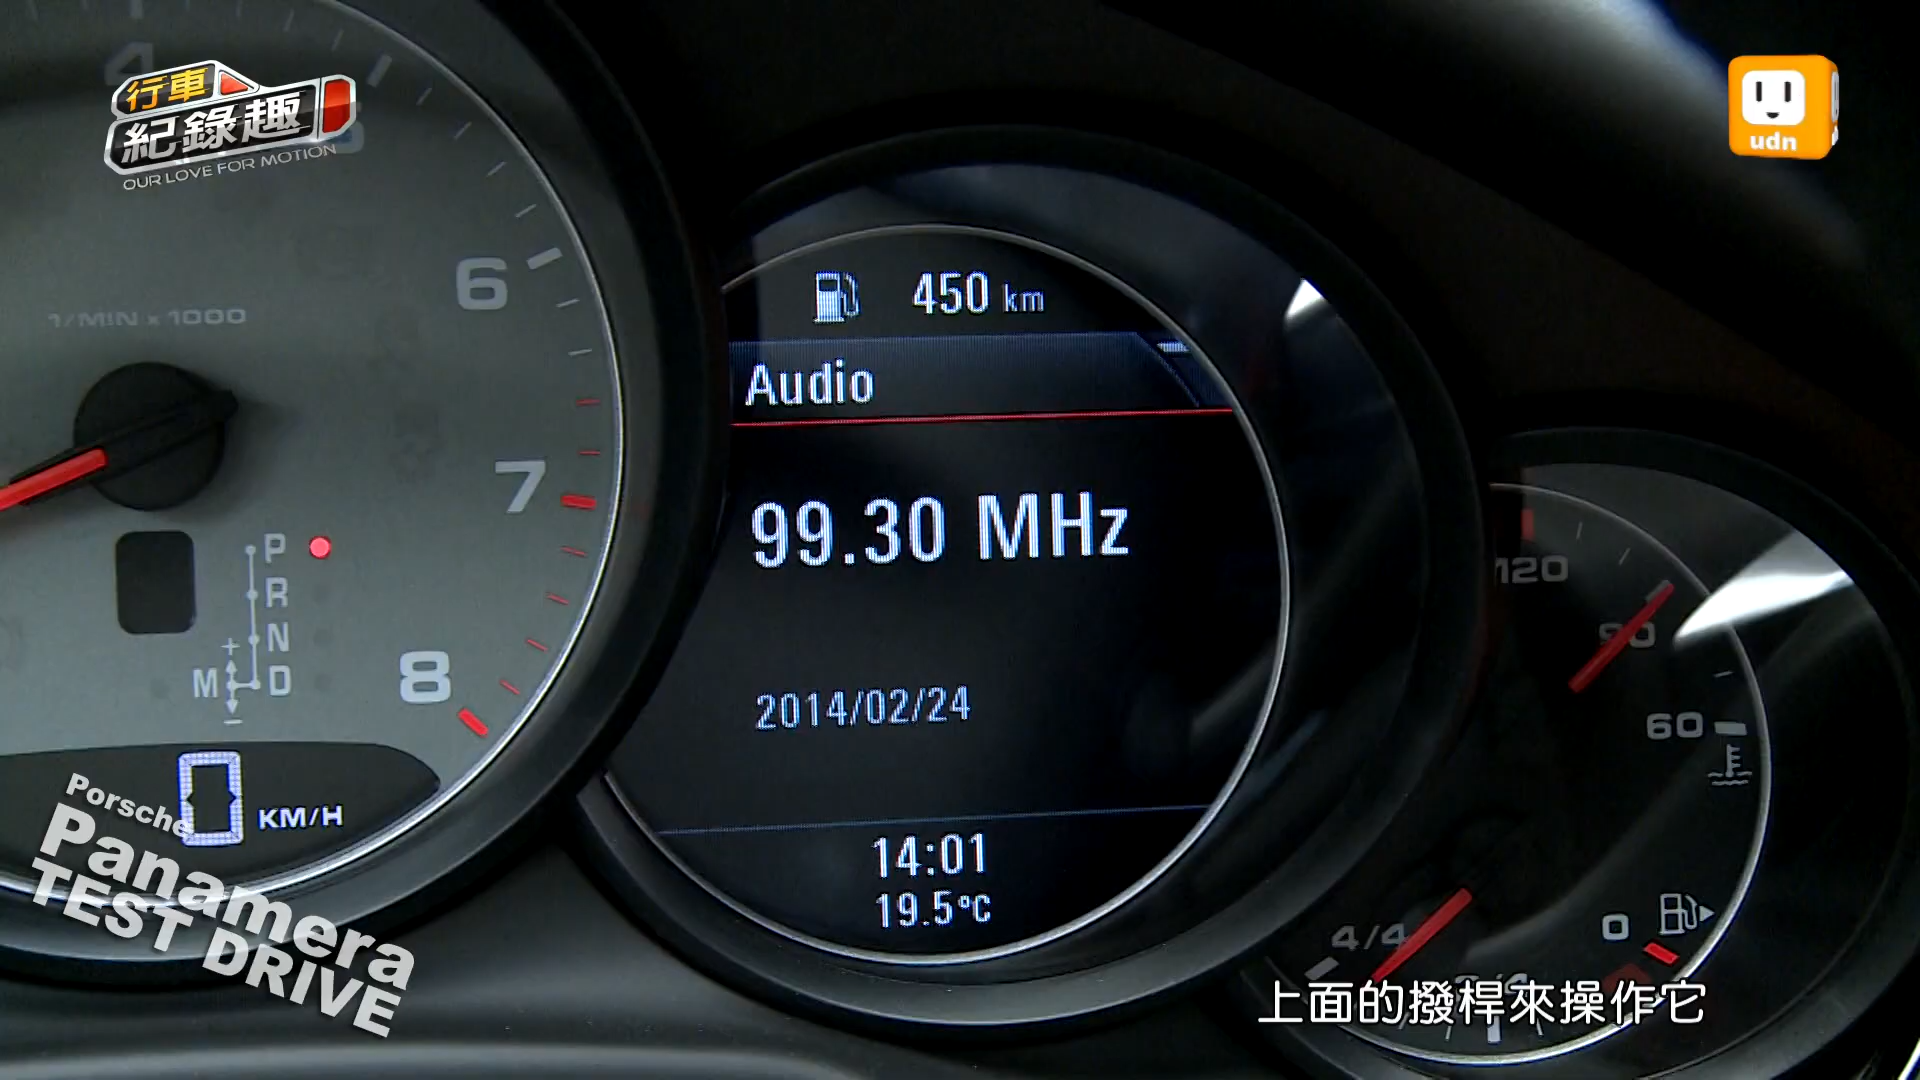 行車
紀錄趣
OUR LOVE FOR MOTION
udn
4
6
1/MIN x 1000
7
8
P
R
N
D
+
M
-
0 KM/H
450 km
Audio
99.30 MHz
2014/02/24
14:01
19.5°C
120
90
60
4/4
0
Porsche
Panamera
TEST DRIVE
上面的撥桿來操作它